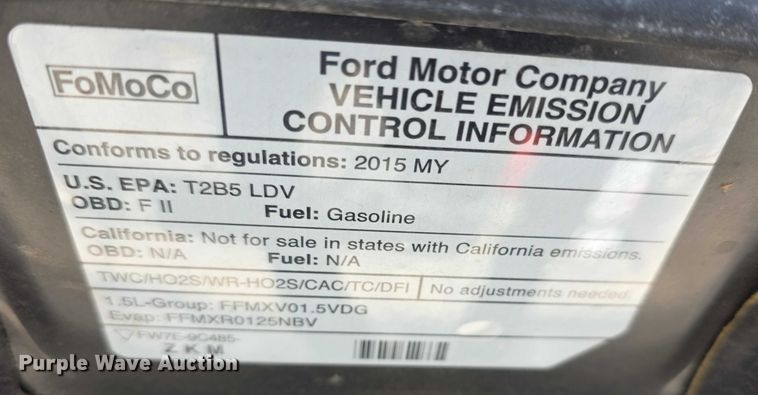 FoMoCo
Ford Motor Company
VEHICLE EMISSION
CONTROL INFORMATION
Conforms to regulations: 2015 MY
U.S. EPA: T2B5 LDV
OBD: F II Fuel: Gasoline
California: Not for sale in states with California emissions.
OBD: N/A Fuel: N/A
TWC/HO2S/WR-HO2S/CAC/TC/DFI No adjustments needed.
1.5L-Group: FFMXV01.5VDG
Evap: FFMXR0125NBV
FW7E-9C485-
ZKM
Purple Wave Auction